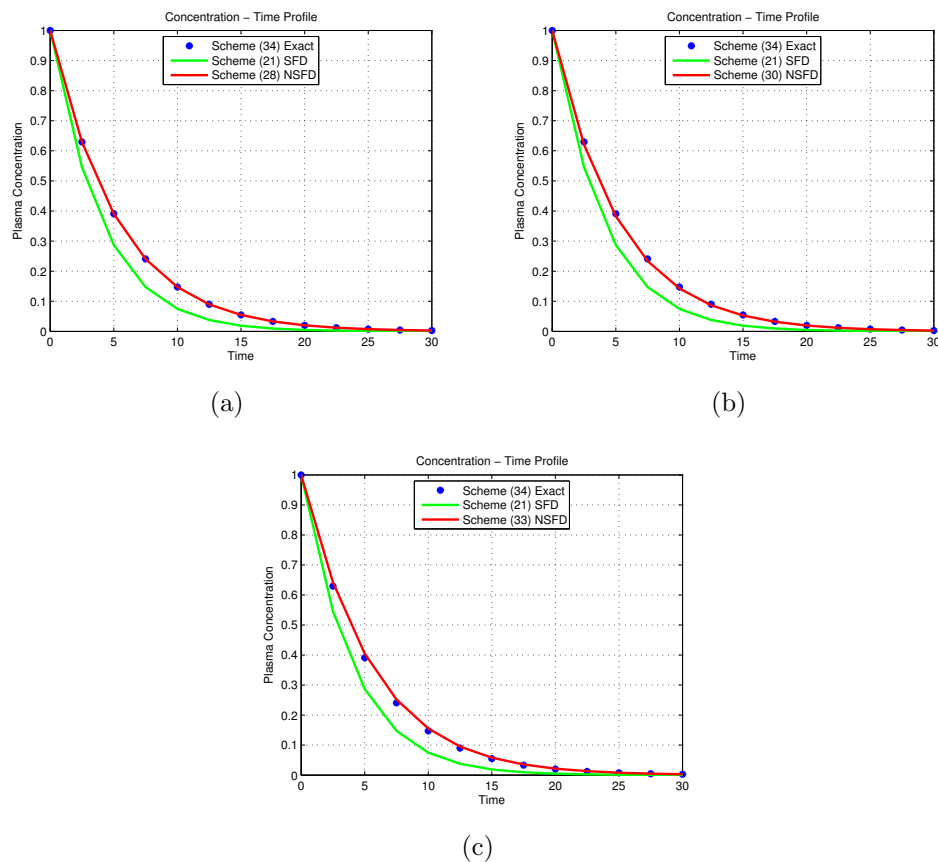 Concentration − Time Profile
Scheme (34) Exact
Scheme (21) SFD
Scheme (28) NSFD
Plasma Concentration
1
0.9
0.8
0.7
0.6
0.5
0.4
0.3
0.2
0.1
0
0 5 10 15 20 25 30
Time
(a)
Concentration − Time Profile
Scheme (34) Exact
Scheme (21) SFD
Scheme (30) NSFD
Plasma Concentration
1
0.9
0.8
0.7
0.6
0.5
0.4
0.3
0.2
0.1
0
0 5 10 15 20 25 30
Time
(b)
Concentration − Time Profile
Scheme (34) Exact
Scheme (21) SFD
Scheme (33) NSFD
Plasma Concentration
1
0.9
0.8
0.7
0.6
0.5
0.4
0.3
0.2
0.1
0
0 5 10 15 20 25 30
Time
(c)